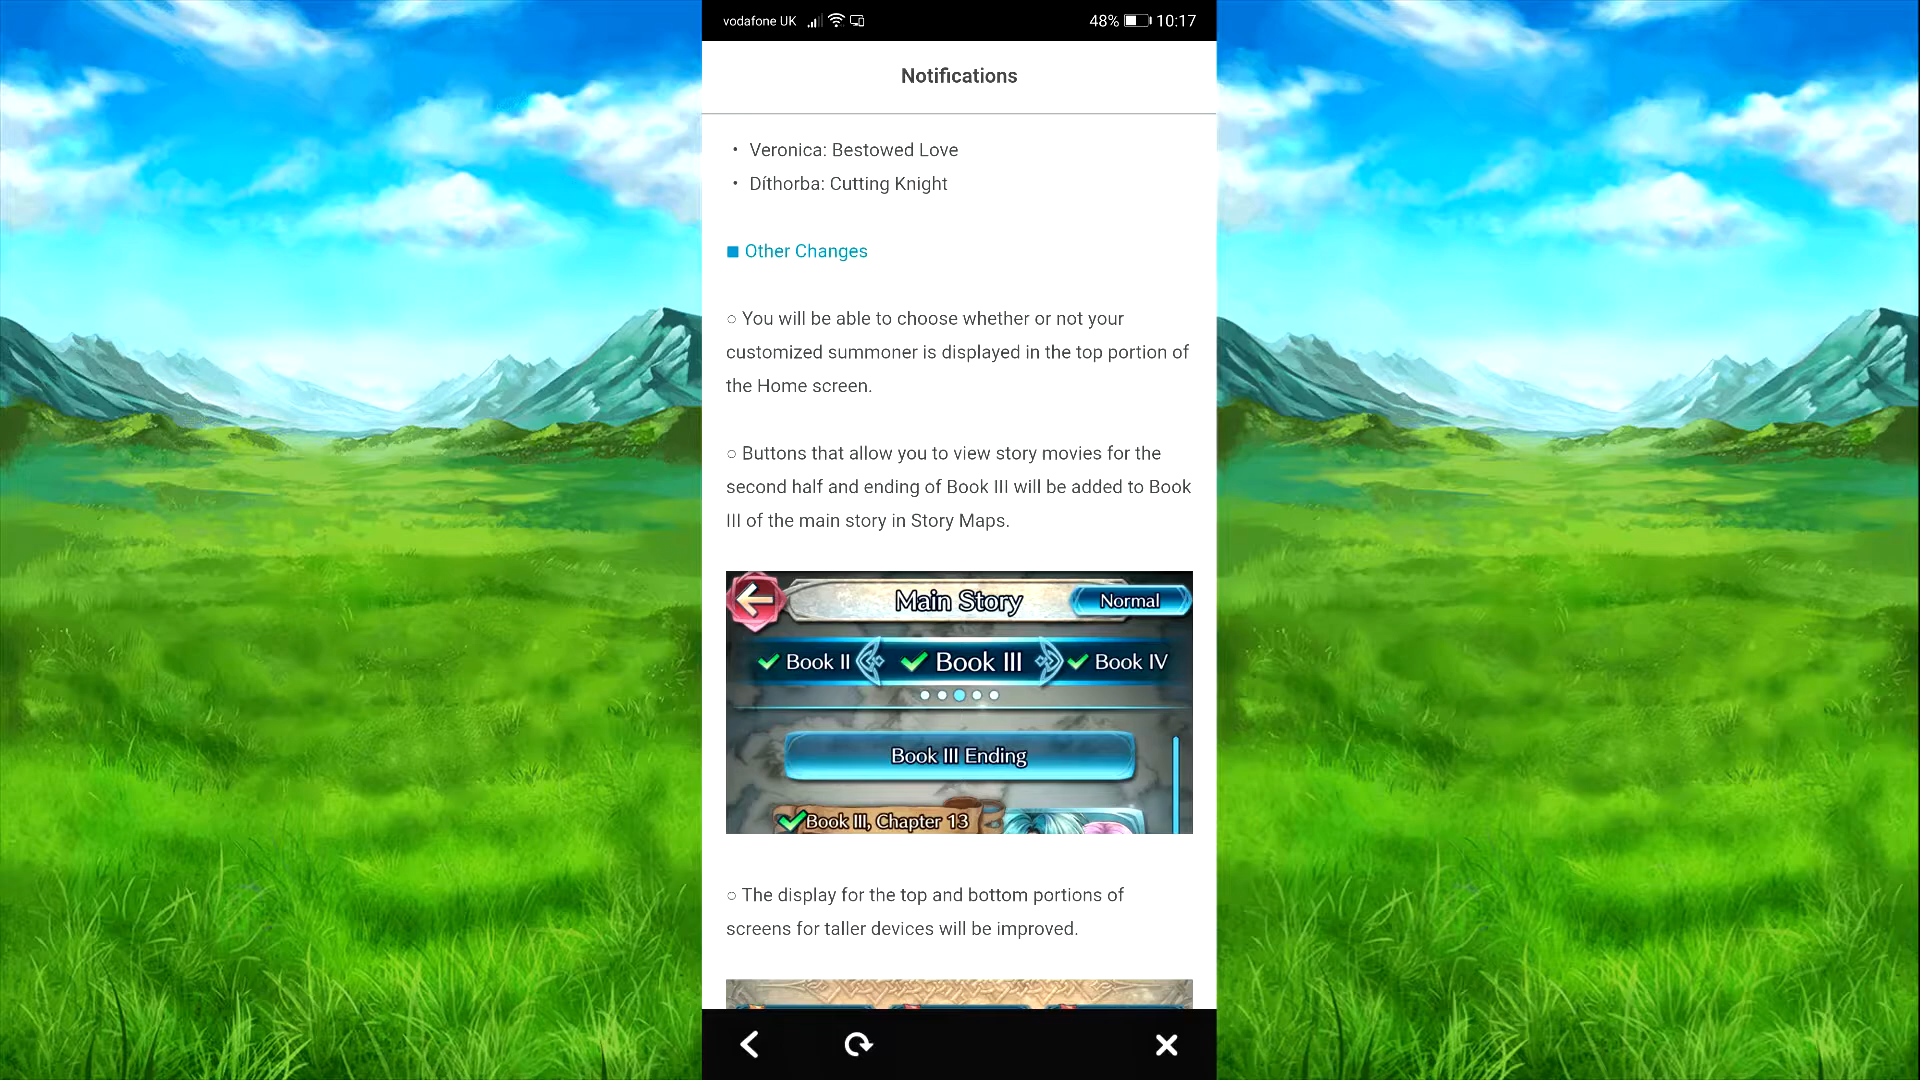 vodafone UK 48% 10:17
Notifications
・ Veronica: Bestowed Love
・ Díthorba: Cutting Knight
■ Other Changes
○ You will be able to choose whether or not your
customized summoner is displayed in the top portion of
the Home screen.
○ Buttons that allow you to view story movies for the
second half and ending of Book III will be added to Book
III of the main story in Story Maps.
Main Story Normal
Book II Book III Book IV
Book III Ending
Book III, Chapter 13
○ The display for the top and bottom portions of
screens for taller devices will be improved.